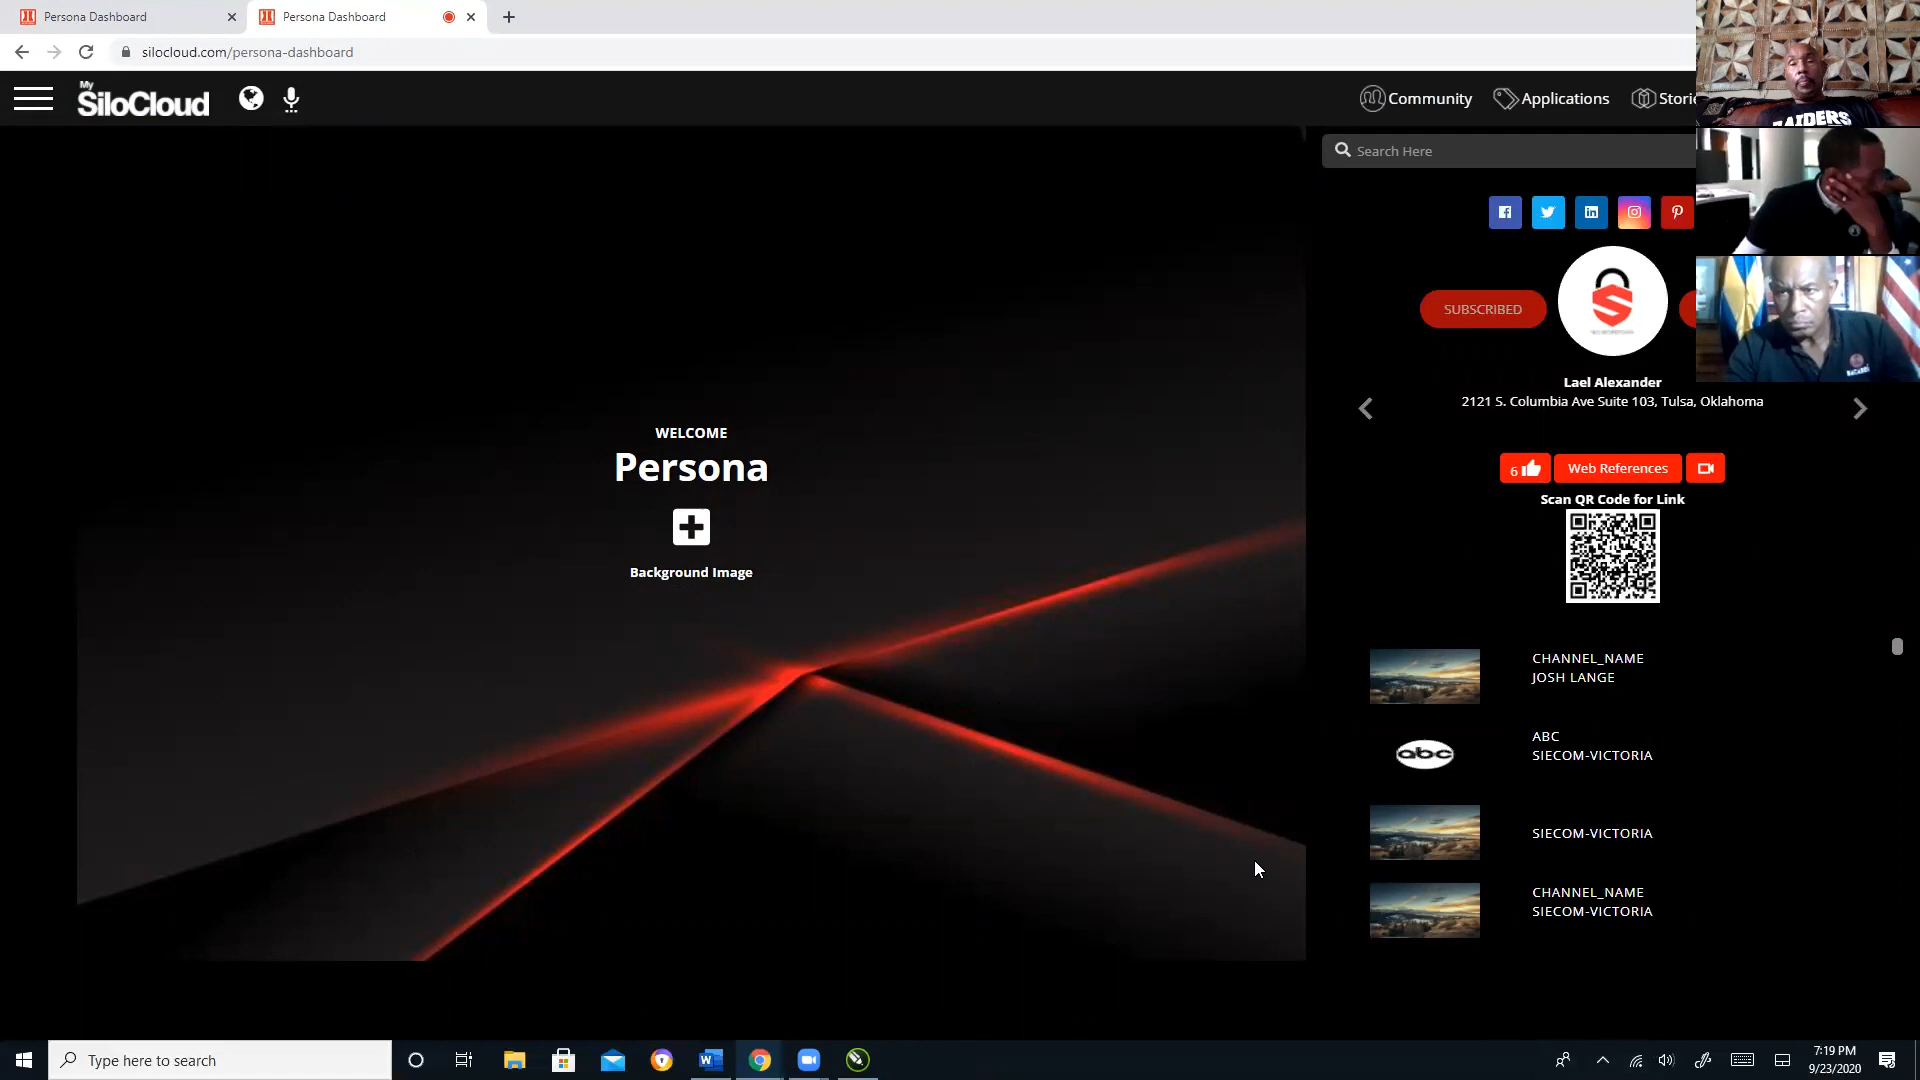 Persona Dashboard
Persona Dashboard
silocloud.com/persona-dashboard
My
SiloCloud
Community
Applications
Storie
Search Here
RAIDERS
SUBSCRIBED
Lael Alexander
2121 S. Columbia Ave Suite 103, Tulsa, Oklahoma
6
Web References
Scan QR Code for Link
WELCOME
Persona
Background Image
CHANNEL_NAME
JOSH LANGE
ABC
abc
SIECOM-VICTORIA
SIECOM-VICTORIA
CHANNEL_NAME
SIECOM-VICTORIA
Type here to search
7:19 PM
9/23/2020